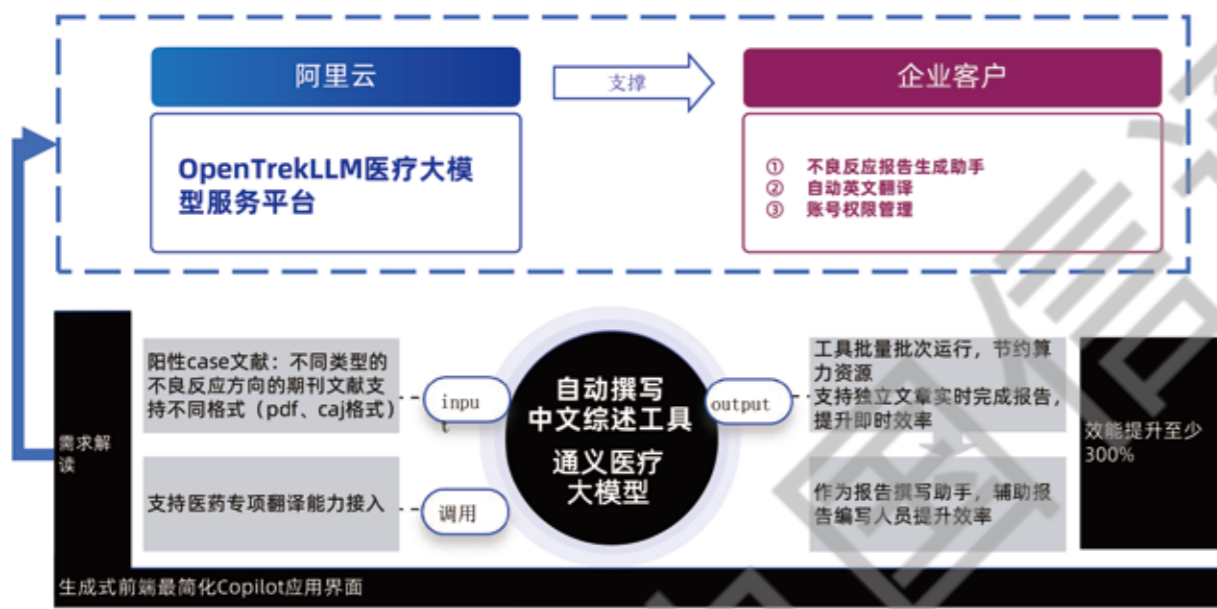 阿里云
支撑
企业客户
OpenTrekLLM医疗大模
型服务平台
① 不良反应报告生成助手
② 自动英文翻译
③ 账号权限管理
需求解
读
阳性case文献：不同类型的
不良反应方向的期刊文献支
持不同格式（pdf、caj格式）
inpu
t
支持医药专项翻译能力接入
调用
自动撰写
中文综述工具
通义医疗
大模型
output
工具批量批次运行，节约算
力资源
支持独立文章实时完成报告，
提升即时效率
作为报告撰写助手，辅助报
告编写人员提升效率
效能提升至少
300%
生成式前端最简化Copilot应用界面